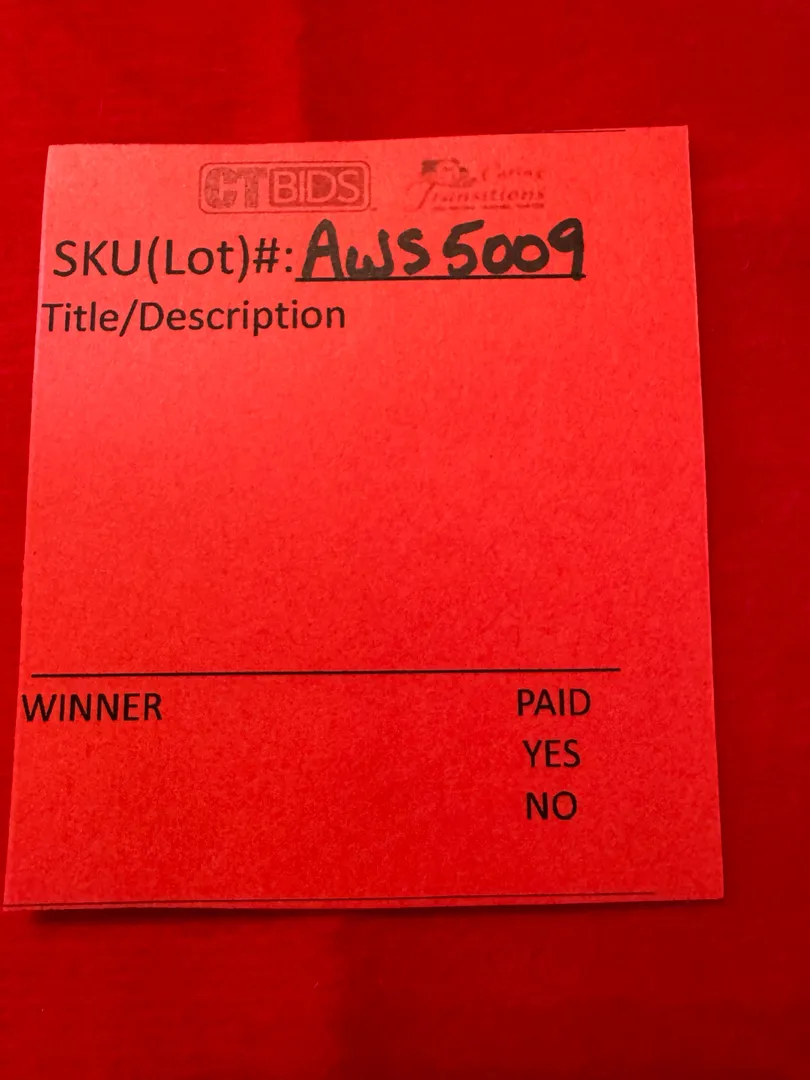 CTBIDS Caring
Transitions
SKU(Lot)#: AWS5009
Title/Description
WINNER PAID
YES
NO